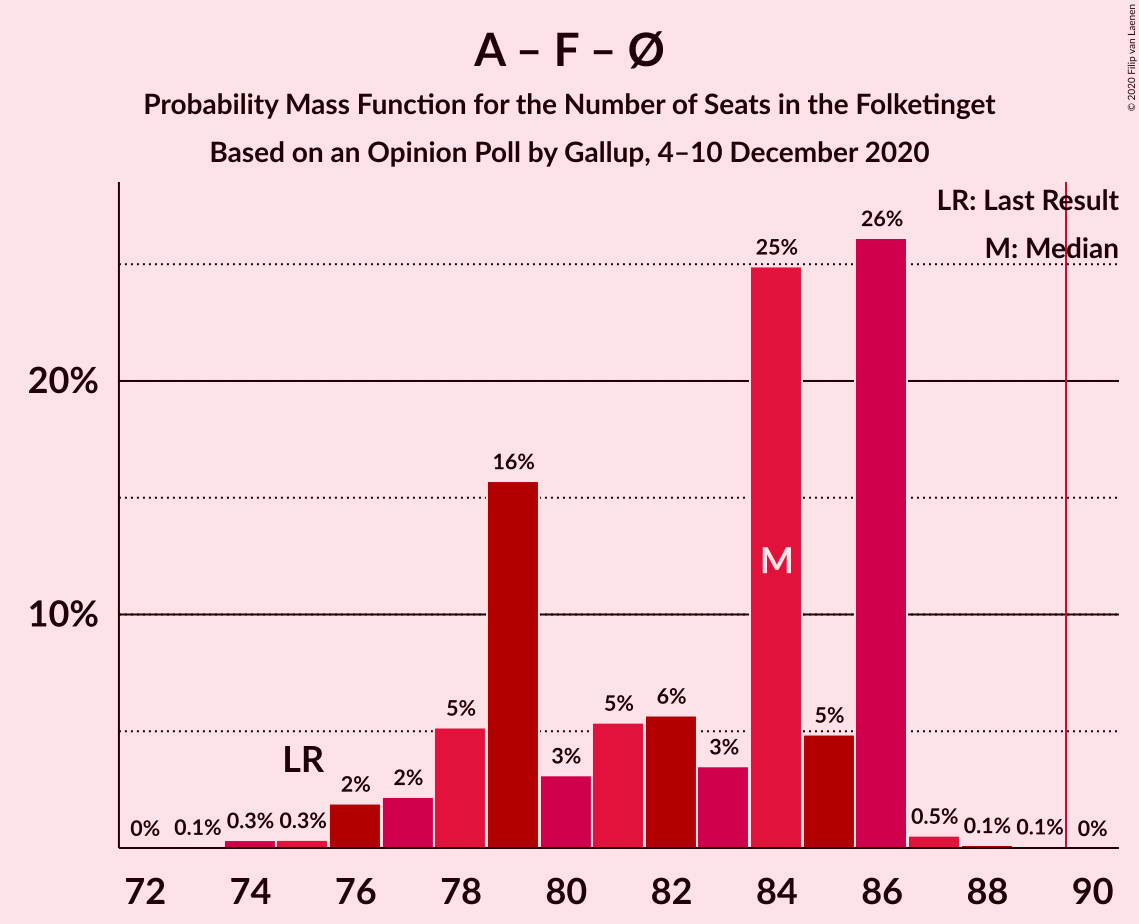 A – F – Ø
Probability Mass Function for the Number of Seats in the Folketinget
Based on an Opinion Poll by Gallup, 4–10 December 2020
© 2020 Filip van Laenen
LR: Last Result
M: Median
20%
10%
0%
0.1%
0.3%
0.3%
LR
2%
2%
5%
16%
3%
5%
6%
3%
25%
M
5%
26%
0.5%
0.1%
0.1%
0%
72 74 76 78 80 82 84 86 88 90